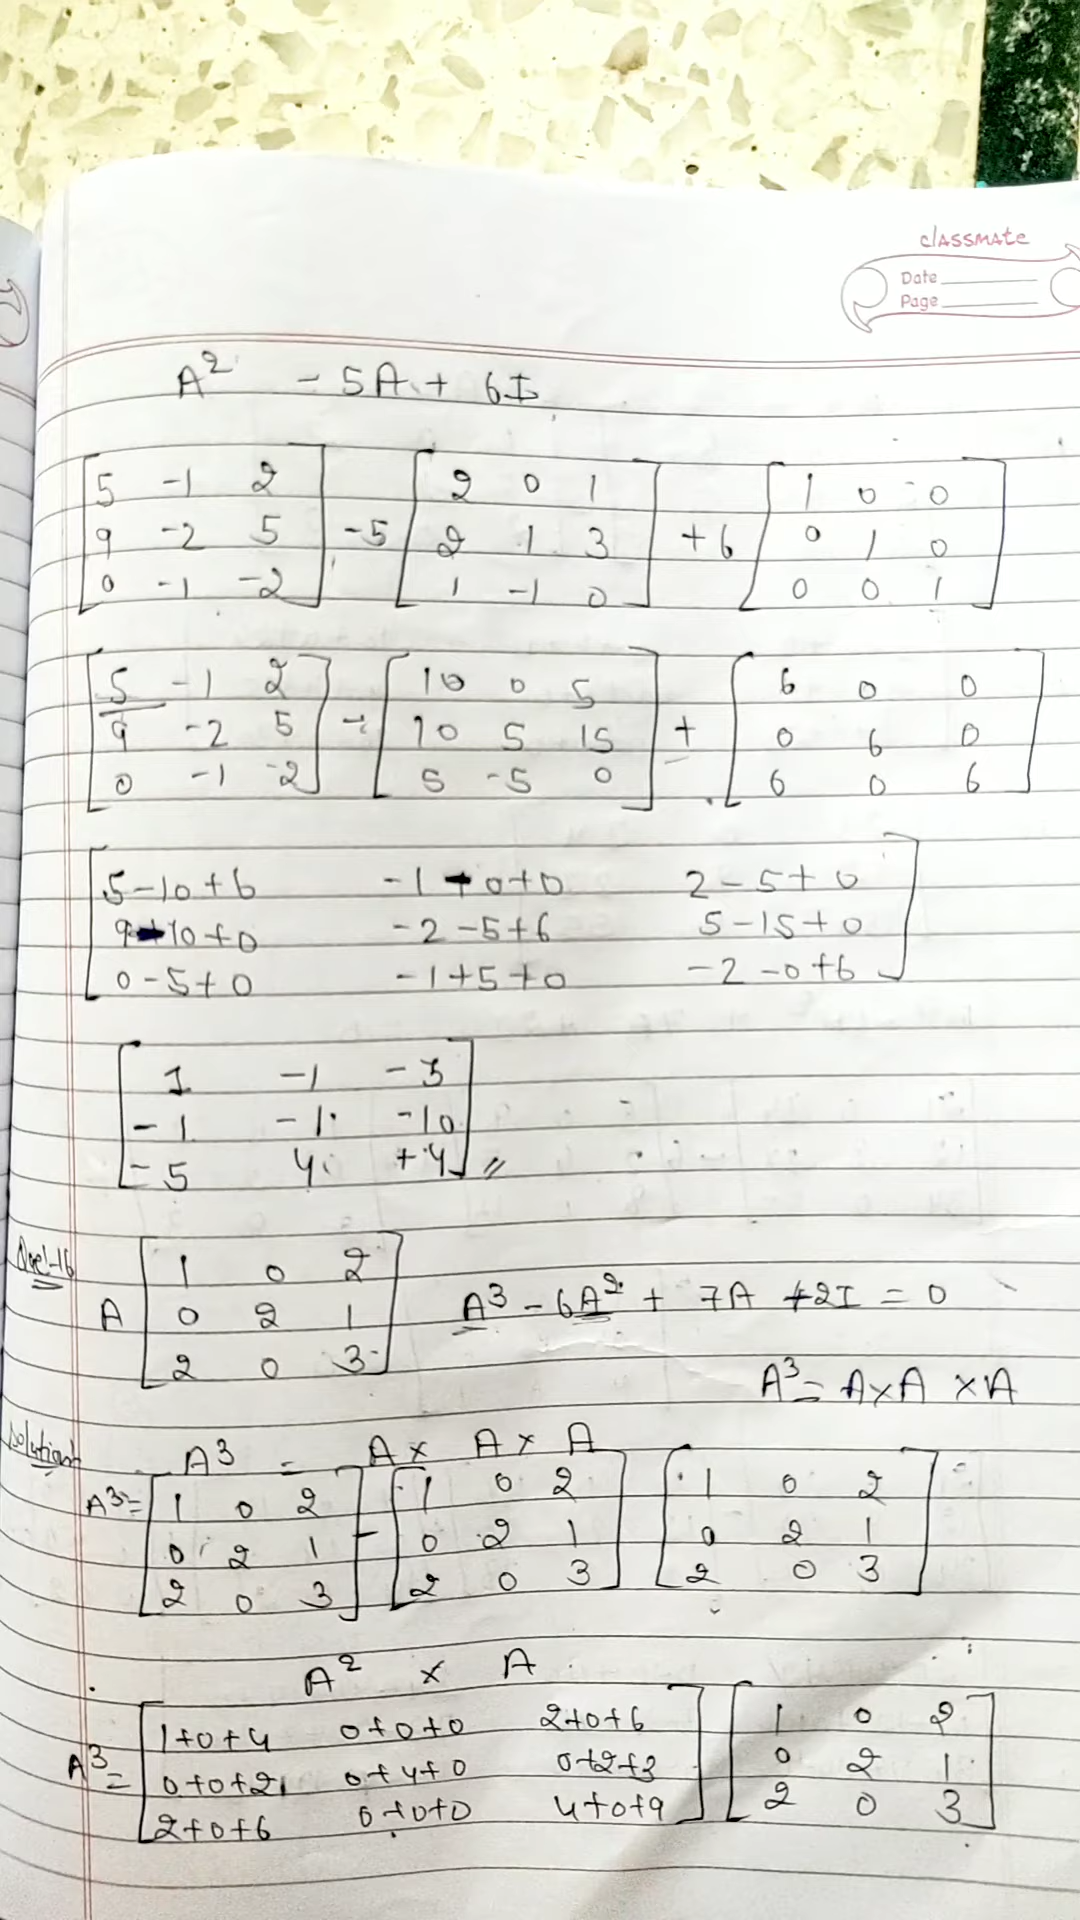 classmate
Date
Page
A² - 5A + 6I
[5 -1 2] -5 [2 0 1] +6 [1 0 0]
[9 -2 5] [2 1 3] [0 1 0]
[0 -1 -2] [1 -1 0] [0 0 1]
[5 -1 2] - [10 0 5] + [6 0 0]
[9 -2 5] [10 5 15] [0 6 0]
[0 -1 -2] [5 -5 0] [6 0 6]
[5-10+6 -1-0+0 2-5+0]
[9-10+0 -2-5+6 5-15+0]
[0-5+0 -1+5+0 -2-0+6]
[1 -1 -3]
[-1 -1 -10]
[-5 4 +4] //
Que!-16
[1 0 2]
A [0 2 1] A³ - 6A² + 7A +2I = 0
[2 0 3]
A³ = A×A×A
Solution
A³ = A × A × A
A³= [1 0 2] - [1 0 2] [1 0 2]
[0 2 1] [0 2 1] [0 2 1]
[2 0 3] [2 0 3] [2 0 3]
A² × A
[1+0+4 0+0+0 2+0+6] [1 0 2]
A³= [0+0+2 0+4+0 0+2+3] [0 2 1]
[2+0+6 0+0+0 4+0+9] [2 0 3]